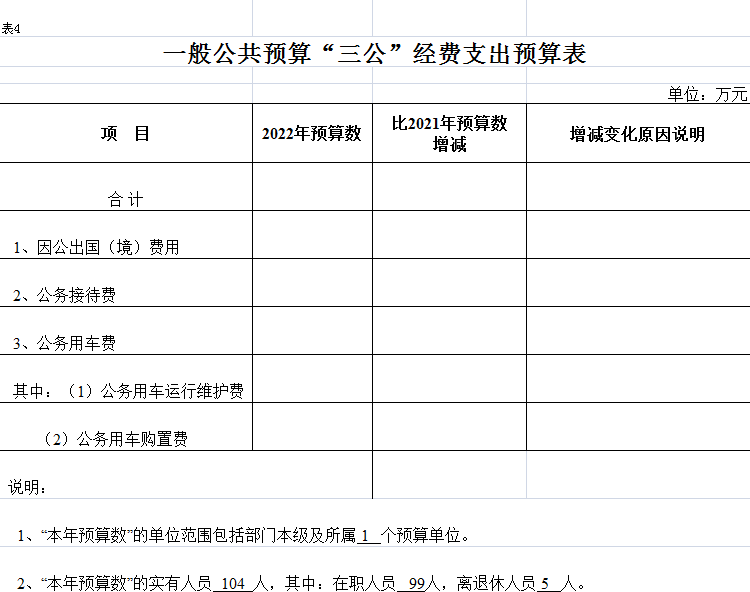 表4
一般公共预算“三公”经费支出预算表
单位：万元
项 目 2022年预算数 比2021年预算数增减 增减变化原因说明
合 计
1、因公出国（境）费用
2、公务接待费
3、公务用车费
其中：（1）公务用车运行维护费
（2）公务用车购置费
说明：
1、“本年预算数”的单位范围包括部门本级及所属 1 个预算单位。
2、“本年预算数”的实有人员 104 人，其中：在职人员 99人，离退休人员 5 人。